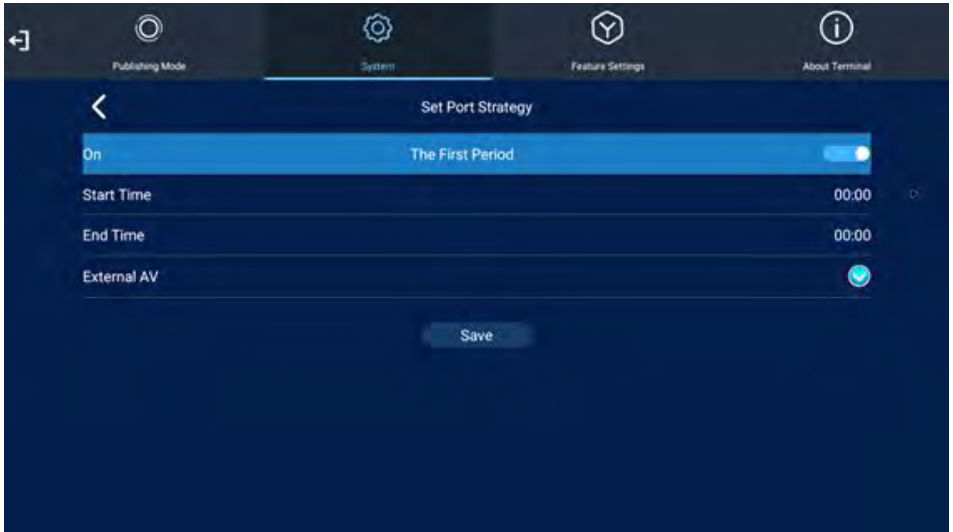 Publishing Mode
System
Feature Settings
About Terminal
Set Port Strategy
On The First Period
Start Time 00:00
End Time 00:00
External AV
Save